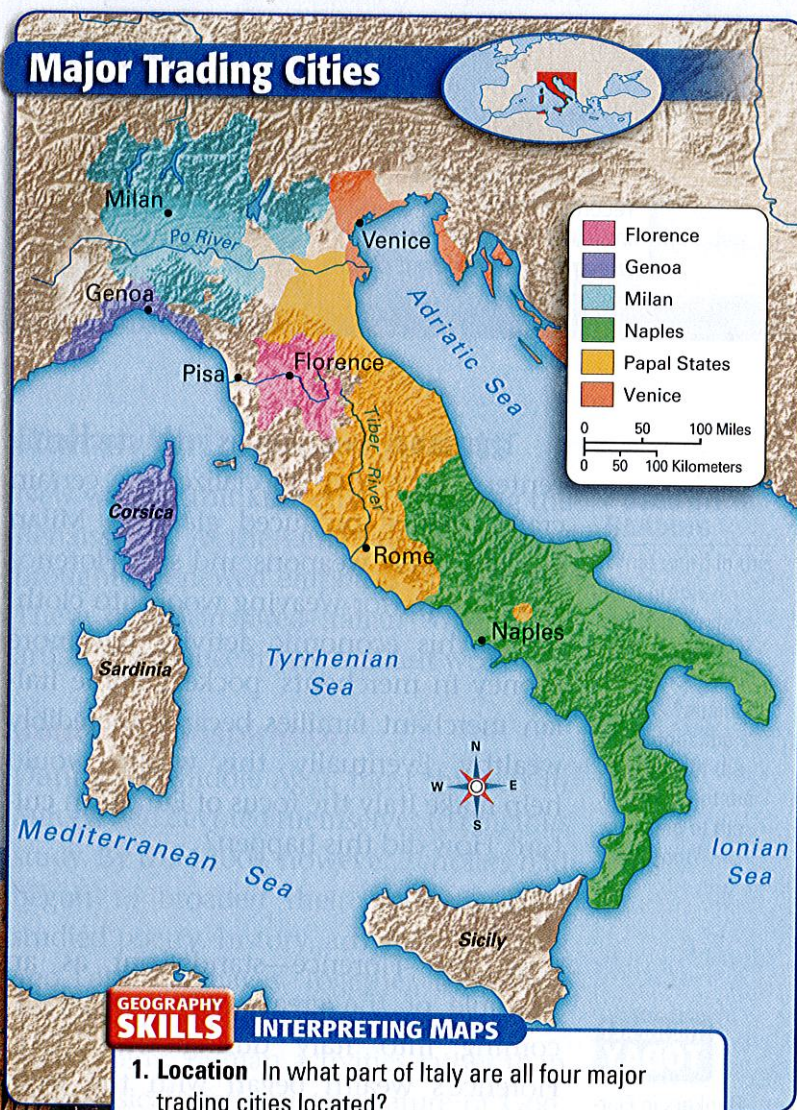 Major Trading Cities
Milan
Po River
Venice
Genoa
Adriatic Sea
Pisa
Florence
Tiber River
Corsica
Rome
Naples
Sardinia
Tyrrhenian
Sea
N
W E
S
Mediterranean Sea
Ionian
Sea
Sicily
Florence
Genoa
Milan
Naples
Papal States
Venice
0 50 100 Miles
0 50 100 Kilometers
GEOGRAPHY
SKILLS
INTERPRETING MAPS
1. Location In what part of Italy are all four major
trading cities located?